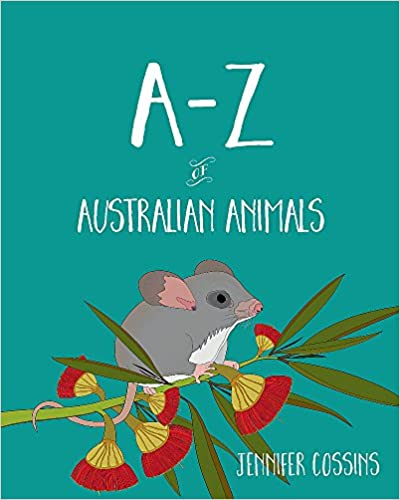 A-Z
OF
AUSTRALIAN ANIMALS
JENNIFER COSSINS